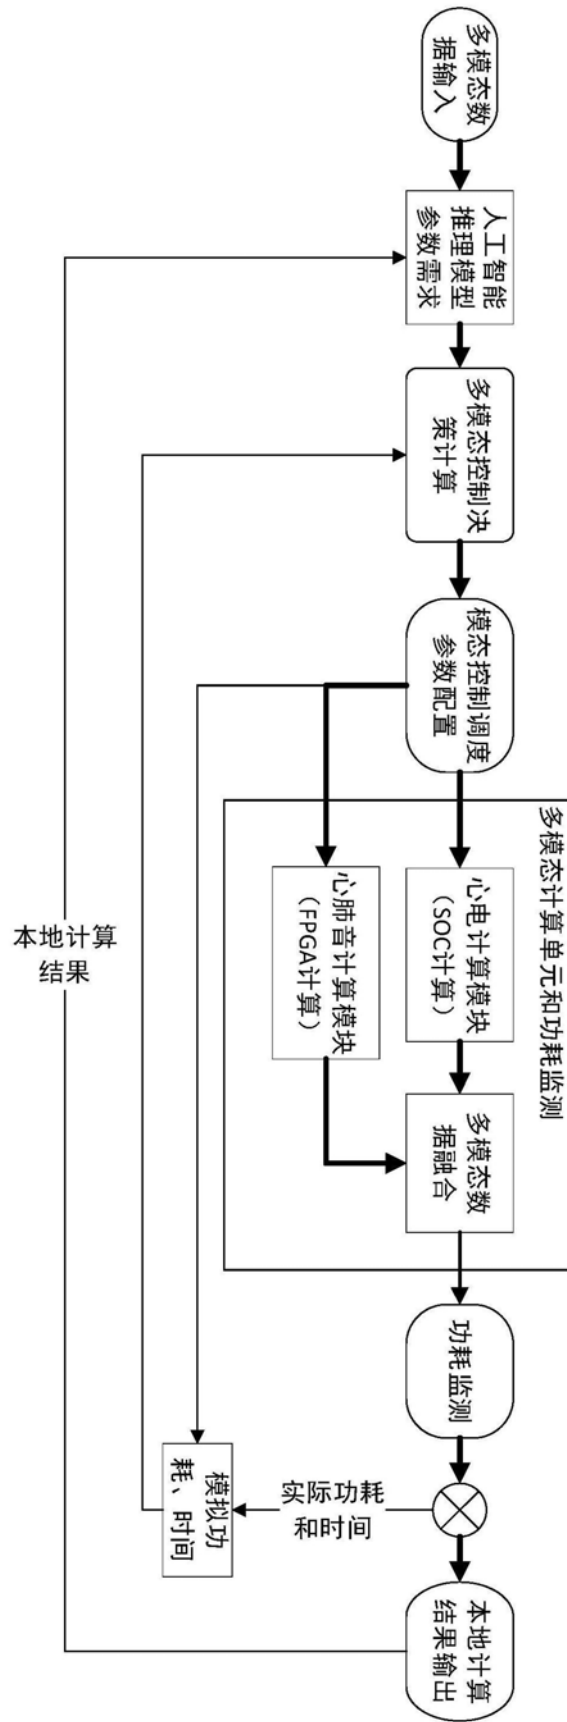 多模态数
据输入
人工智能
推理模型
参数需求
多模态控制决
策计算
模态控制调度
参数配置
多模态计算单元和功耗监测
心电计算模块
（SOC计算）
心肺音计算模块
（FPGA计算）
多模态数
据融合
功耗监测
实际功耗
和时间
模拟功
耗、时间
本地计算
结果输出
本地计算
结果